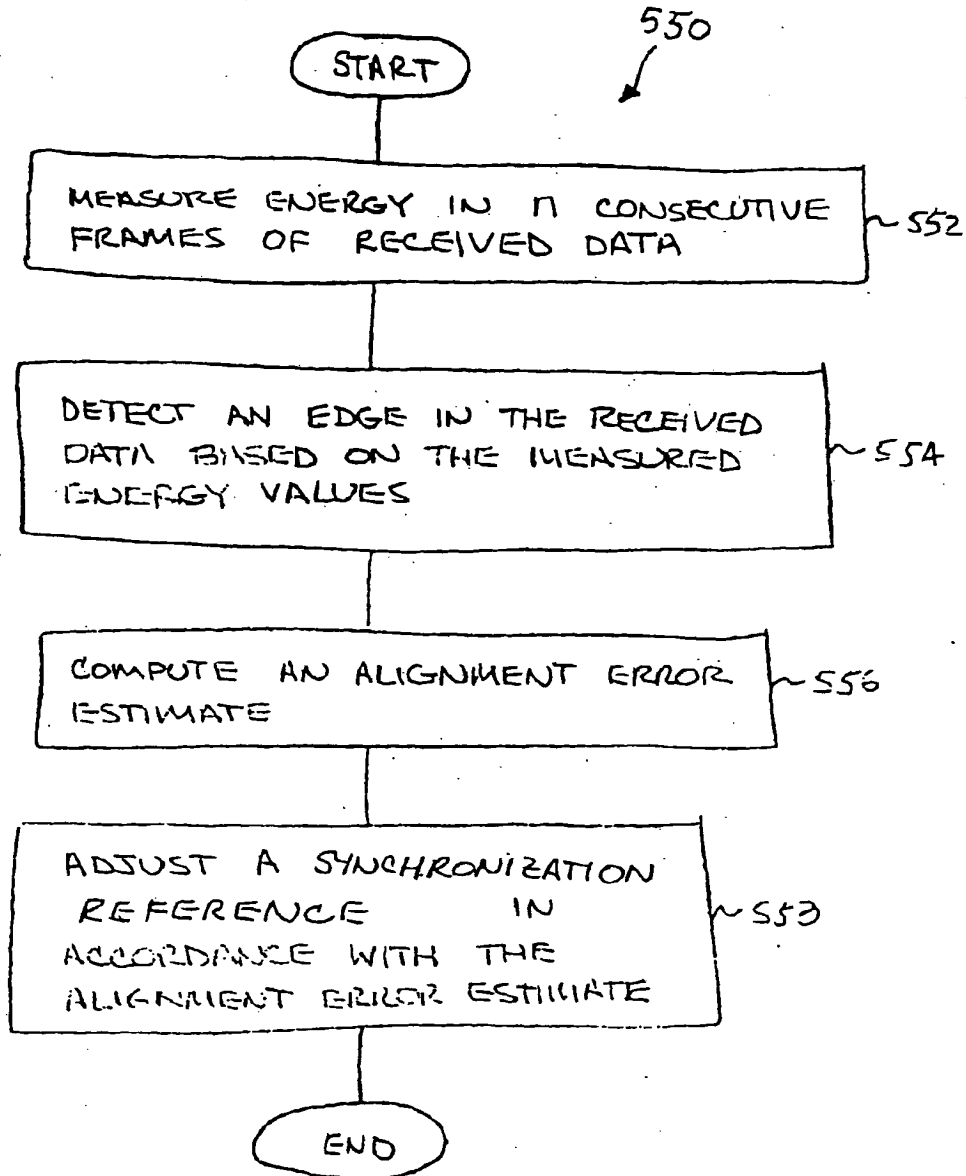 550
START
MEASURE ENERGY IN n CONSECUTIVE
FRAMES OF RECEIVED DATA
552
DETECT AN EDGE IN THE RECEIVED
DATA BASED ON THE MEASURED
ENERGY VALUES
554
COMPUTE AN ALIGNMENT ERROR
ESTIMATE
556
ADJUST A SYNCHRONIZATION
REFERENCE IN
ACCORDANCE WITH THE
ALIGNMENT ERROR ESTIMATE
553
END